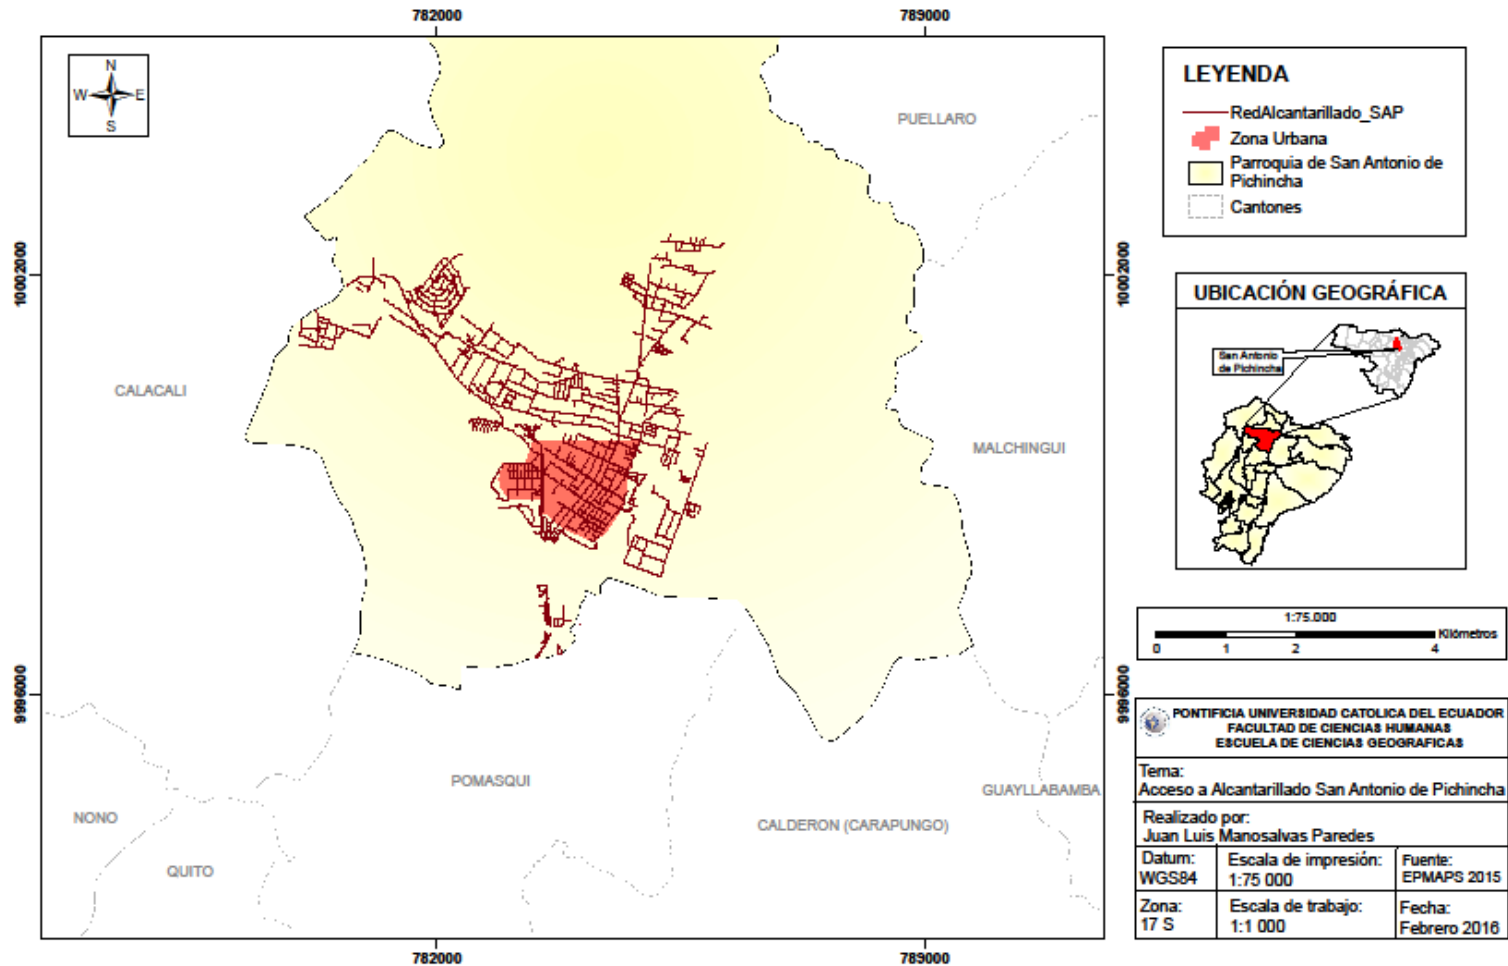 782000
789000
N
W
E
S
PUELLARO
10002000
10002000
CALACALI
MALCHINGUI
9996000
9996000
POMASQUI
GUAYLLABAMBA
NONO
CALDERON (CARAPUNGO)
QUITO
782000
789000
LEYENDA
RedAlcantarillado_SAP
Zona Urbana
Parroquia de San Antonio de
Pichincha
Cantones
UBICACIÓN GEOGRÁFICA
San Antonio
de Pichincha
1:75.000
Kilómetros
0 1 2 4
PONTIFICIA UNIVERSIDAD CATOLICA DEL ECUADOR
FACULTAD DE CIENCIAS HUMANAS
ESCUELA DE CIENCIAS GEOGRAFICAS
Tema:
Acceso a Alcantarillado San Antonio de Pichincha
Realizado por:
Juan Luis Manosalvas Paredes
Datum:
WGS84
Escala de impresión:
1:75 000
Fuente:
EPMAPS 2015
Zona:
17 S
Escala de trabajo:
1:1 000
Fecha:
Febrero 2016